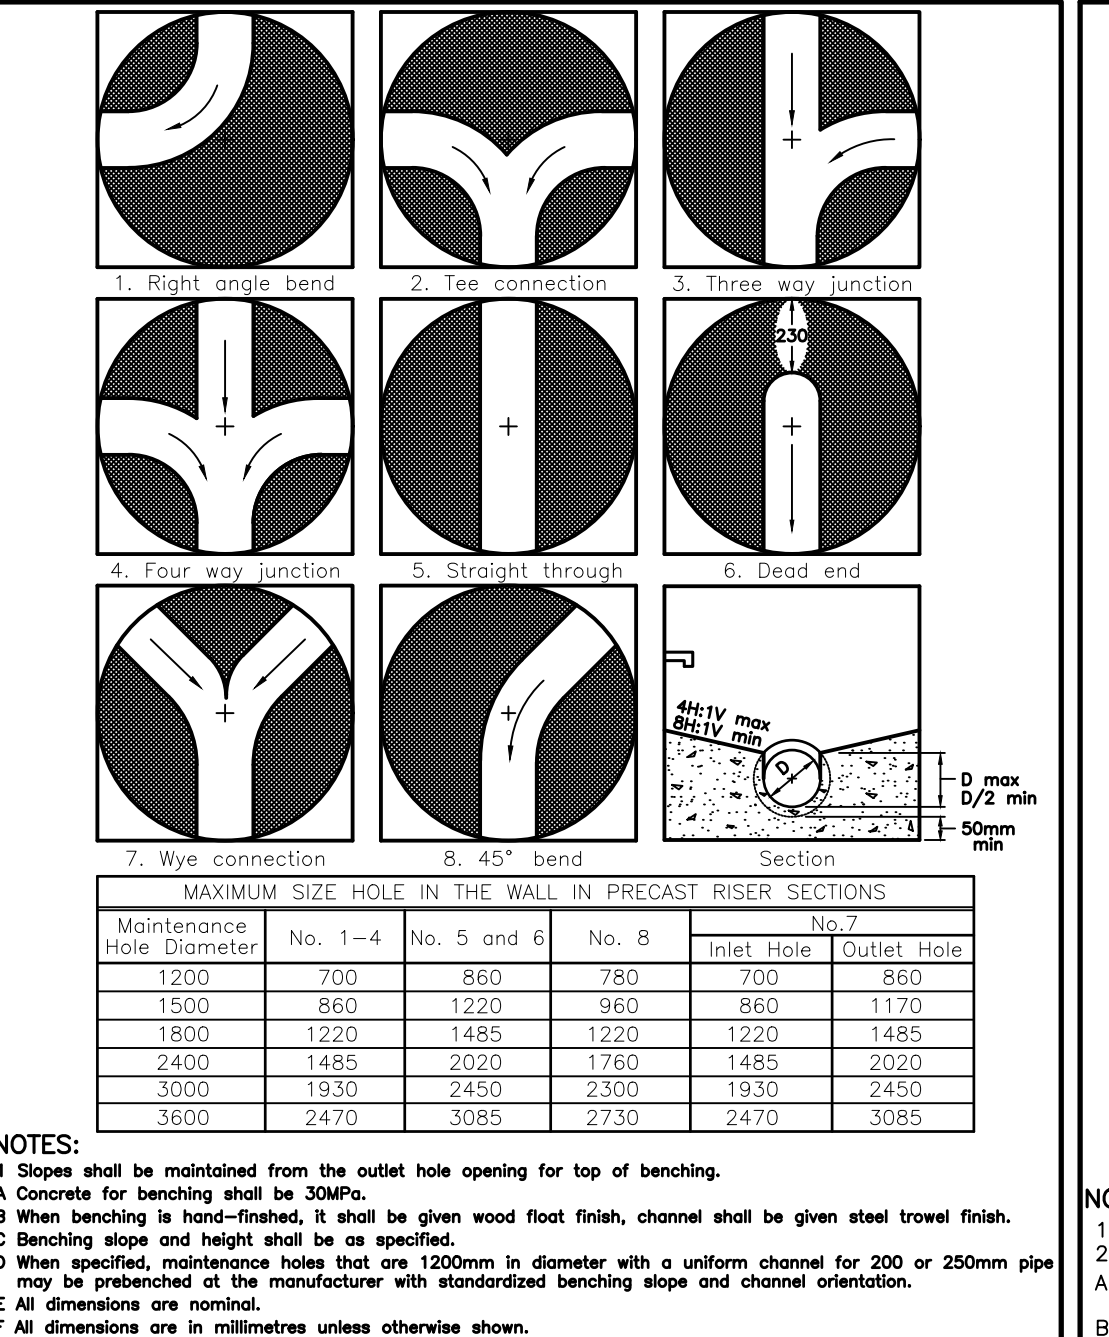 1. Right angle bend
2. Tee connection
3. Three way junction
230
4. Four way junction
5. Straight through
6. Dead end
4H:1V max
8H:1V min
D
D max
D/2 min
50mm
min
7. Wye connection
8. 45° bend
Section
MAXIMUM SIZE HOLE IN THE WALL IN PRECAST RISER SECTIONS
Maintenance Hole Diameter No. 1-4 No. 5 and 6 No. 8 No.7
Inlet Hole Outlet Hole
1200 700 860 780 700 860
1500 860 1220 960 860 1170
1800 1220 1485 1220 1220 1485
2400 1485 2020 1760 1485 2020
3000 1930 2450 2300 1930 2450
3600 2470 3085 2730 2470 3085
NOTES:
1 Slopes shall be maintained from the outlet hole opening for top of benching.
A Concrete for benching shall be 30MPa.
B When benching is hand-finshed, it shall be given wood float finish, channel shall be given steel trowel finish.
C Benching slope and height shall be as specified.
D When specified, maintenance holes that are 1200mm in diameter with a uniform channel for 200 or 250mm pipe
may be prebenched at the manufacturer with standardized benching slope and channel orientation.
E All dimensions are nominal.
F All dimensions are in millimetres unless otherwise shown.
NO
1
2
A
B